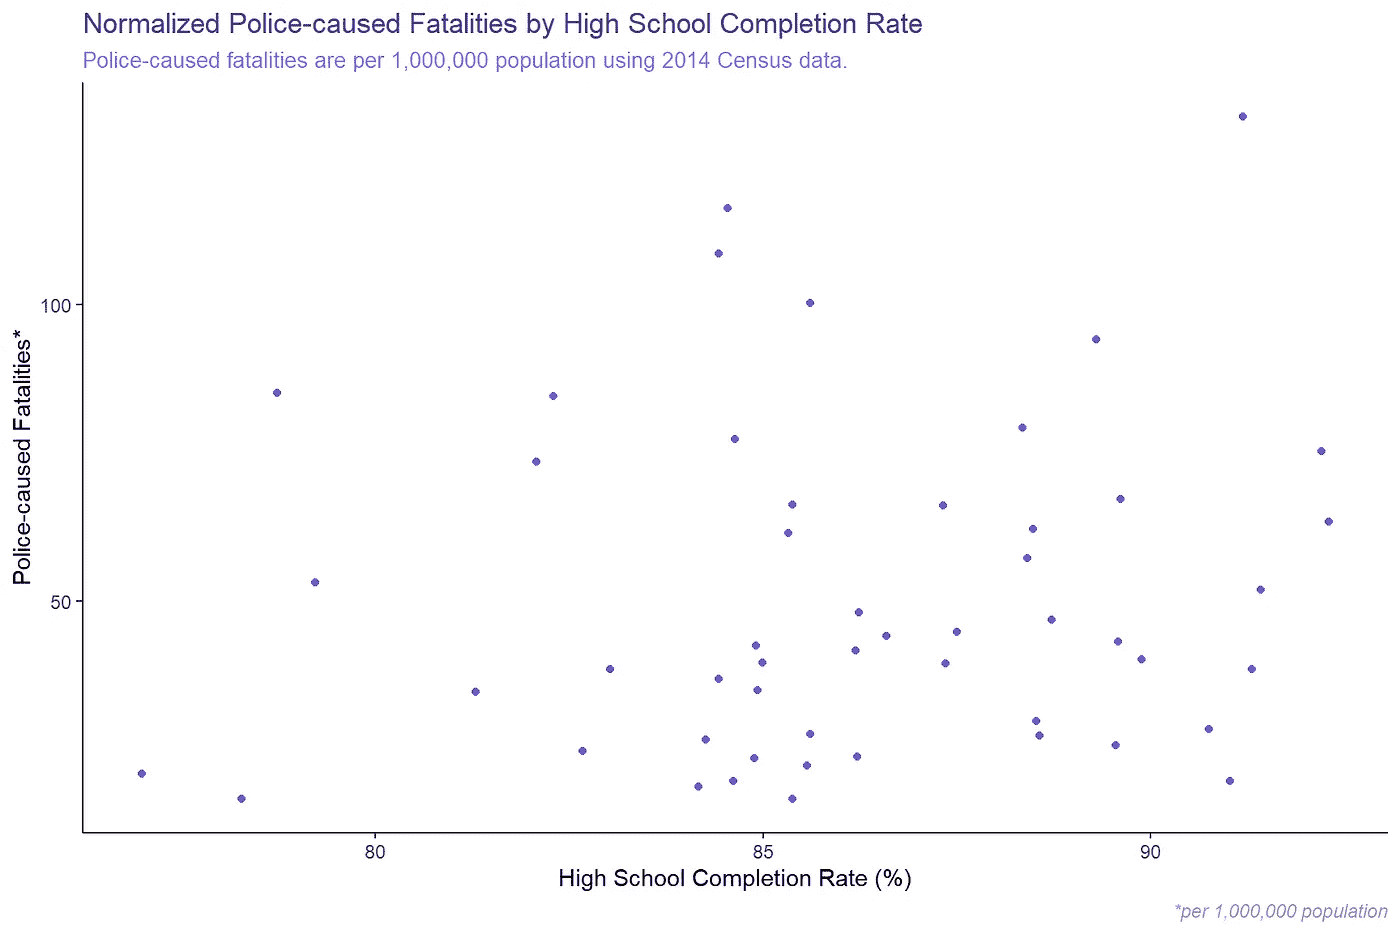 Normalized Police-caused Fatalities by High School Completion Rate
Police-caused fatalities are per 1,000,000 population using 2014 Census data.
Police-caused Fatalities*
100
50
80
85
90
High School Completion Rate (%)
*per 1,000,000 population